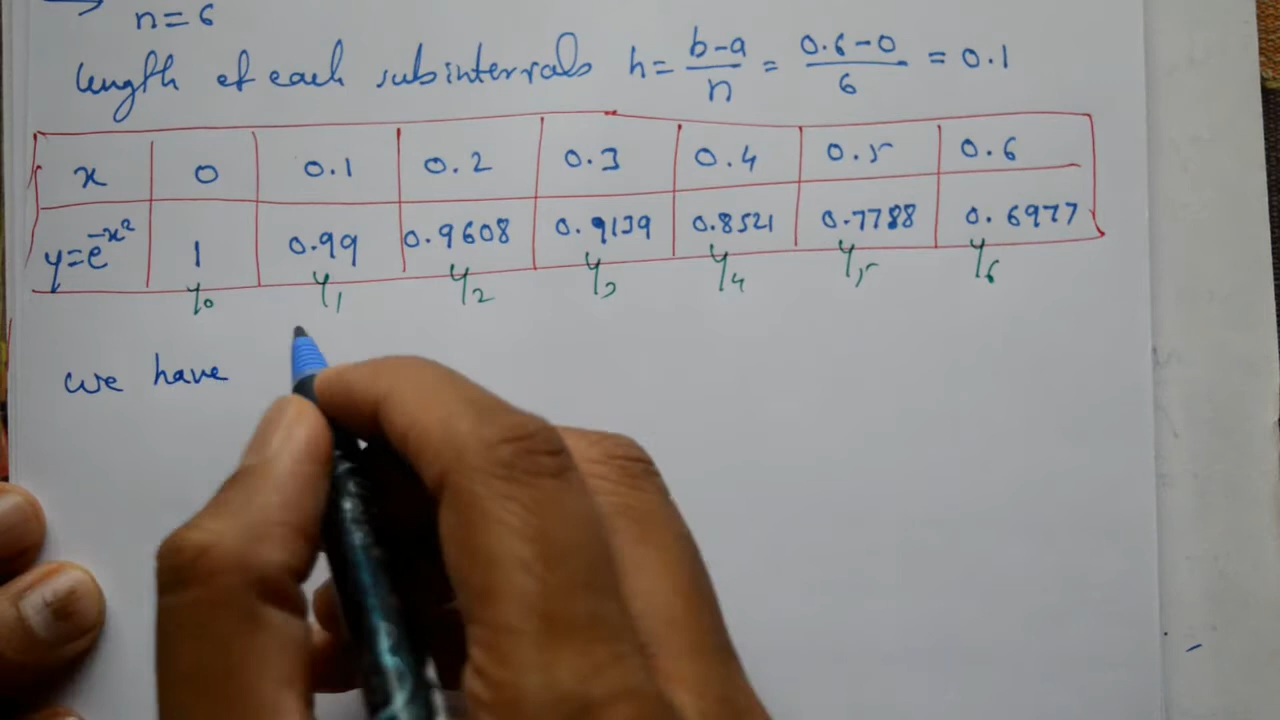 n=6
length of each subintervals h = b-a/n = 0.6-0/6 = 0.1
x 0 0.1 0.2 0.3 0.4 0.5 0.6
y=e^-x² 1 0.99 0.9608 0.9139 0.8521 0.7788 0.6977
y₀ y₁ y₂ y₃ y₄ y₅ y₆
we have